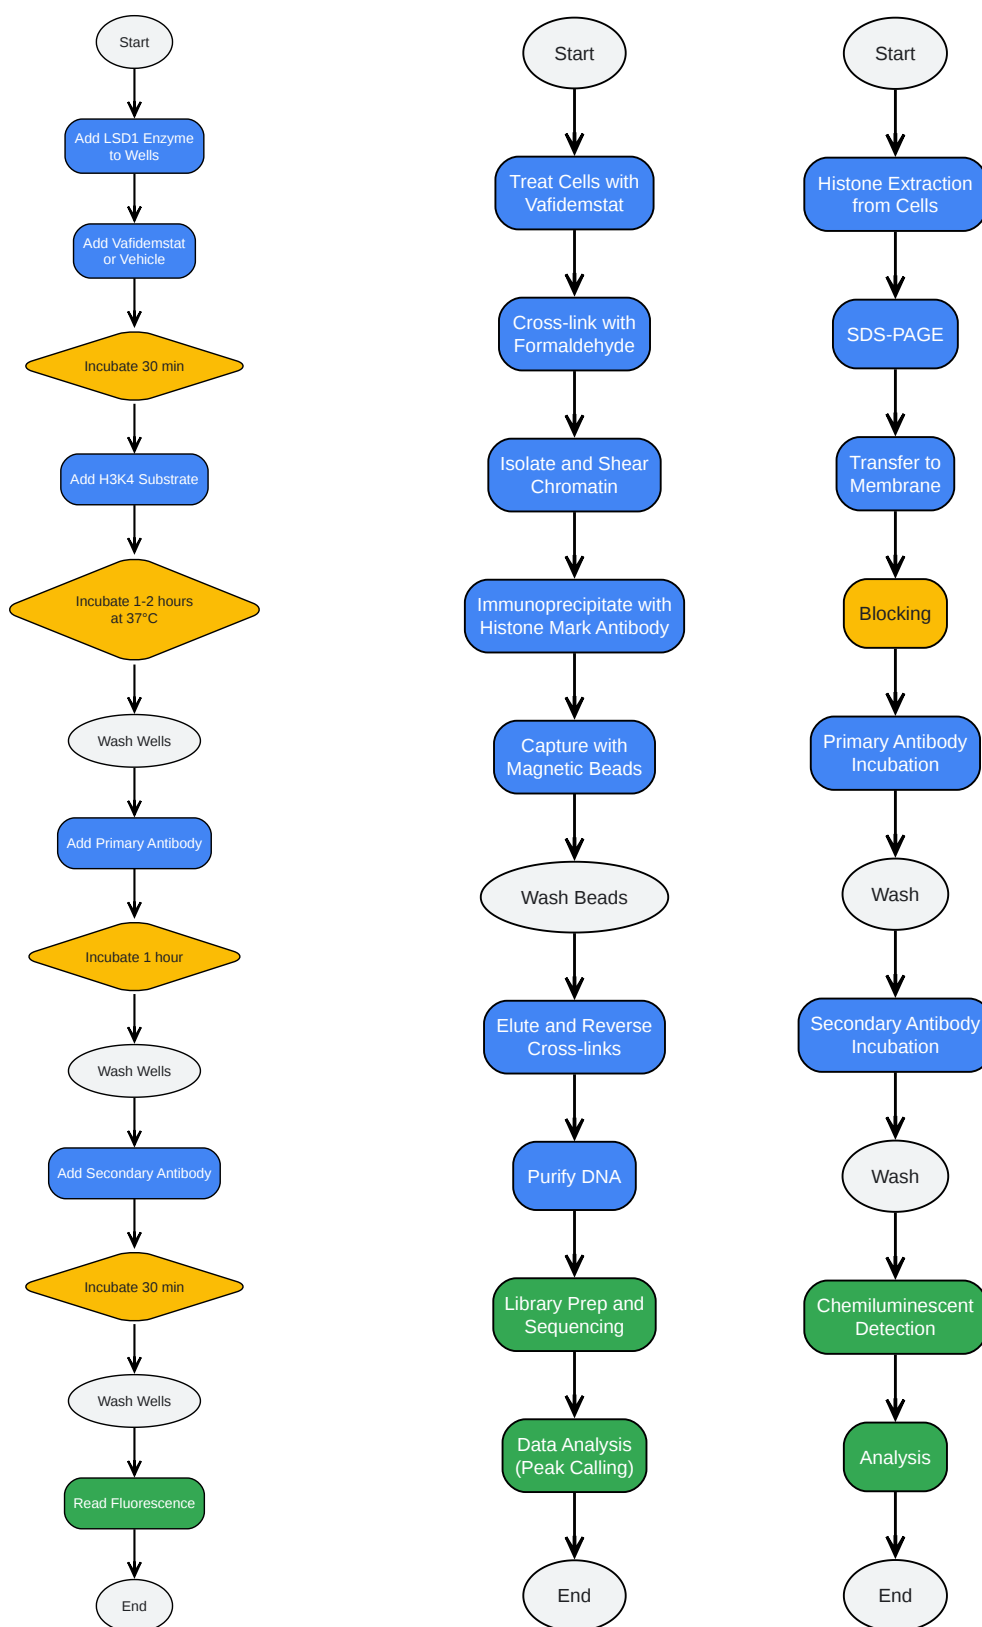 Start
Add LSD1 Enzyme
to Wells
Add Vafidemstat
or Vehicle
Incubate 30 min
Add H3K4 Substrate
Incubate 1-2 hours
at 37°C
Wash Wells
Add Primary Antibody
Incubate 1 hour
Wash Wells
Add Secondary Antibody
Incubate 30 min
Wash Wells
Read Fluorescence
End
Start
Treat Cells with
Vafidemstat
Cross-link with
Formaldehyde
Isolate and Shear
Chromatin
Immunoprecipitate with
Histone Mark Antibody
Capture with
Magnetic Beads
Wash Beads
Elute and Reverse
Cross-links
Purify DNA
Library Prep and
Sequencing
Data Analysis
(Peak Calling)
End
Start
Histone Extraction
from Cells
SDS-PAGE
Transfer to
Membrane
Blocking
Primary Antibody
Incubation
Wash
Secondary Antibody
Incubation
Wash
Chemiluminescent
Detection
Analysis
End